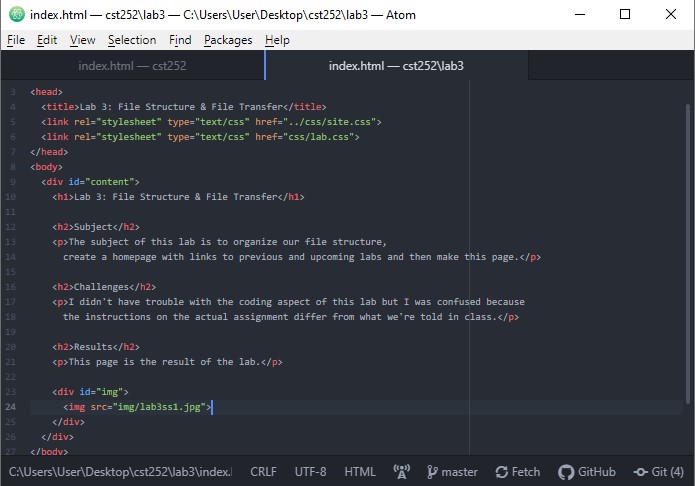 index.html — cst252\lab3 — C:\Users\User\Desktop\cst252\lab3 — Atom
File Edit View Selection Find Packages Help
index.html — cst252 index.html — cst252\lab3
3 <head>
4 <title>Lab 3: File Structure & File Transfer</title>
5 <link rel="stylesheet" type="text/css" href="../css/site.css">
6 <link rel="stylesheet" type="text/css" href="css/lab.css">
7 </head>
8 <body>
9 <div id="content">
10 <h1>Lab 3: File Structure & File Transfer</h1>
11
12 <h2>Subject</h2>
13 <p>The subject of this lab is to organize our file structure,
14 create a homepage with links to previous and upcoming labs and then make this page.</p>
15
16 <h2>Challenges</h2>
17 <p>I didn't have trouble with the coding aspect of this lab but I was confused because
18 the instructions on the actual assignment differ from what we're told in class.</p>
19
20 <h2>Results</h2>
21 <p>This page is the result of the lab.</p>
22
23 <div id="img">
24 <img src="img/lab3ss1.jpg">
25 </div>
26 </div>
27 </body>
C:\Users\User\Desktop\cst252\lab3\index.l CRLF UTF-8 HTML master Fetch GitHub Git (4)